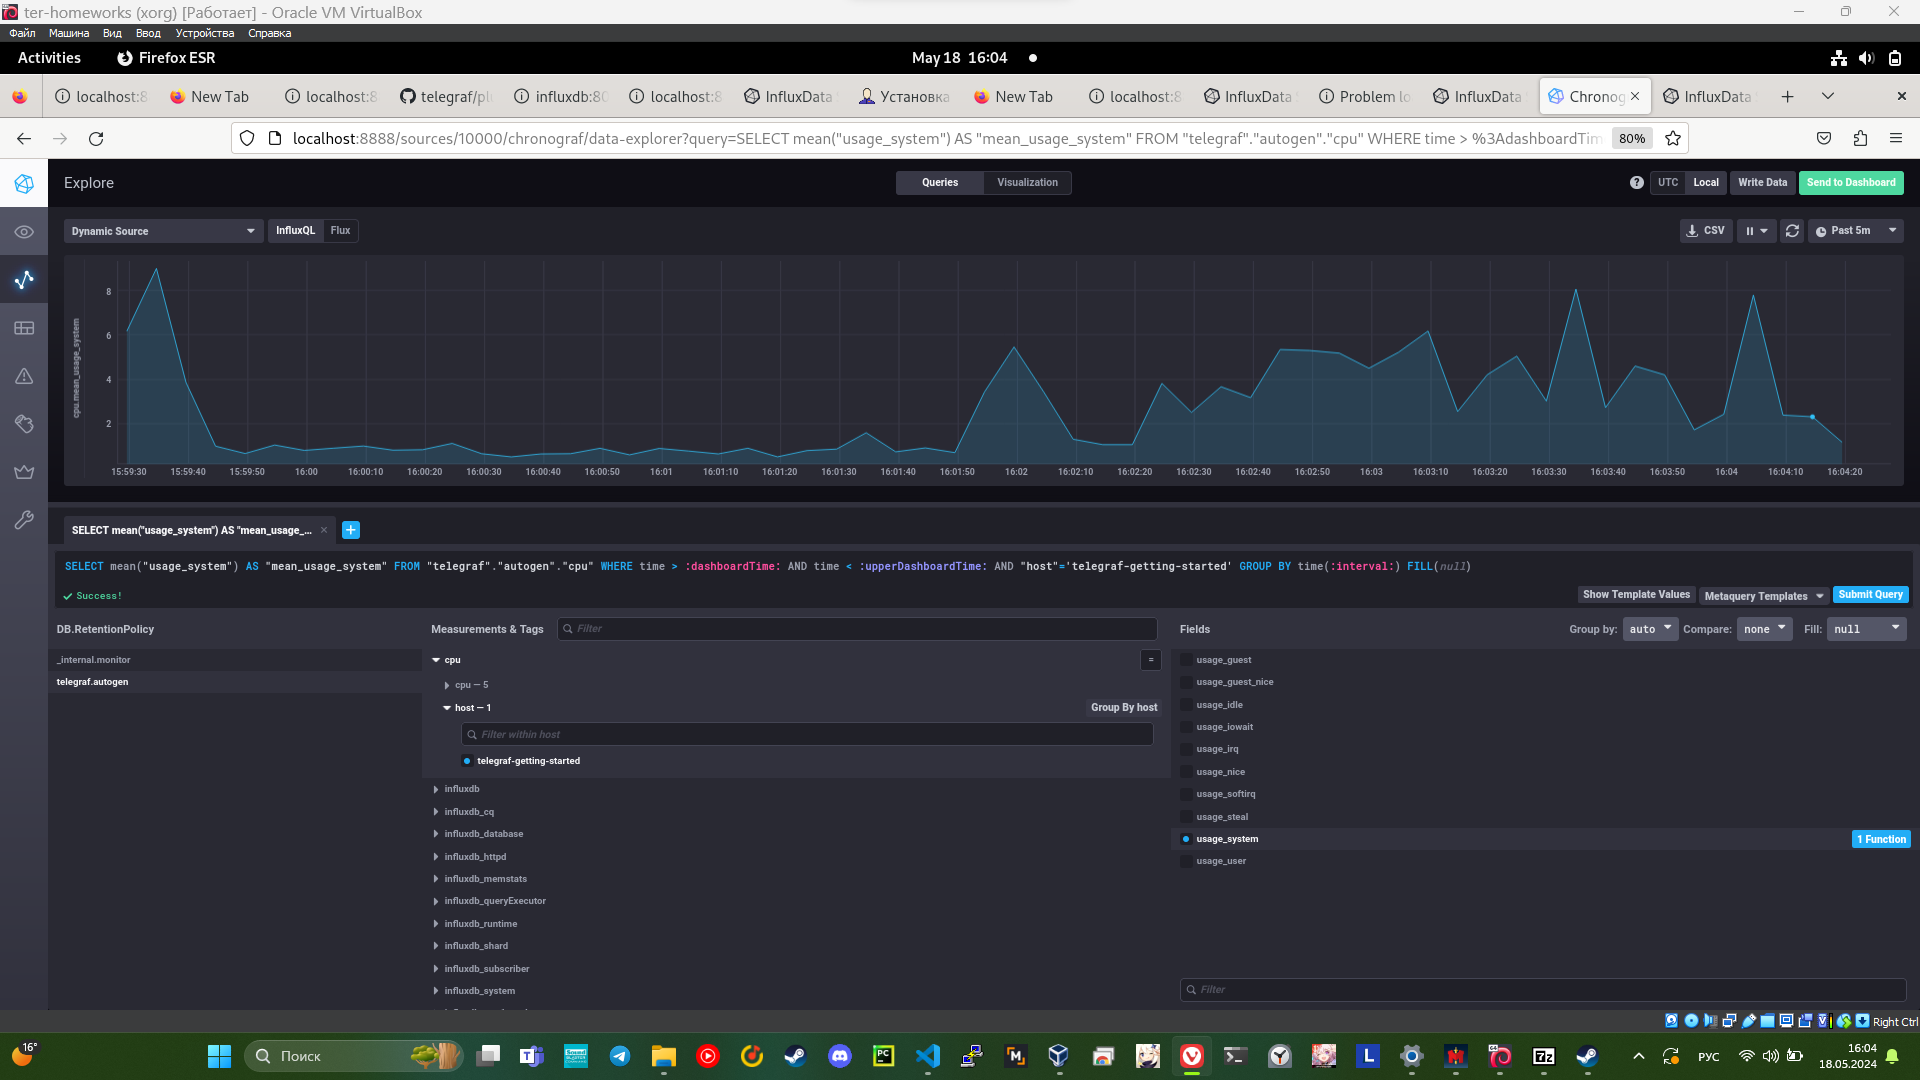 ter-homeworks (xorg) [Работает] - Oracle VM VirtualBox
Файл Машина Вид Ввод Устройства Справка
Activities Firefox ESR May 18 16:04
localhost:8 New Tab localhost:8 telegraf/plu influxdb:80 localhost:8 InfluxData Установка New Tab localhost:8 InfluxData Problem lo InfluxData Chronog InfluxData
localhost:8888/sources/10000/chronograf/data-explorer?query=SELECT mean("usage_system") AS "mean_usage_system" FROM "telegraf"."autogen"."cpu" WHERE time > %3AdashboardTim 80%
Explore Queries Visualization ? UTC Local Write Data Send to Dashboard
Dynamic Source InfluxQL Flux CSV Past 5m
cpu.mean_usage_system
8
6
4
2
15:59:30 15:59:40 15:59:50 16:00 16:00:10 16:00:20 16:00:30 16:00:40 16:00:50 16:01 16:01:10 16:01:20 16:01:30 16:01:40 16:01:50 16:02 16:02:10 16:02:20 16:02:30 16:02:40 16:02:50 16:03 16:03:10 16:03:20 16:03:30 16:03:40 16:03:50 16:04 16:04:10 16:04:20
SELECT mean("usage_system") AS "mean_usage_...
SELECT mean("usage_system") AS "mean_usage_system" FROM "telegraf"."autogen"."cpu" WHERE time > :dashboardTime: AND time < :upperDashboardTime: AND "host"='telegraf-getting-started' GROUP BY time(:interval:) FILL(null)
Success! Show Template Values Metaquery Templates Submit Query
DB.RetentionPolicy Measurements & Tags Filter Fields Group by: auto Compare: none Fill: null
_internal.monitor
telegraf.autogen
cpu =
cpu — 5
host — 1 Group By host
Filter within host
telegraf-getting-started
influxdb
influxdb_cq
influxdb_database
influxdb_httpd
influxdb_memstats
influxdb_queryExecutor
influxdb_runtime
influxdb_shard
influxdb_subscriber
influxdb_system
usage_guest
usage_guest_nice
usage_idle
usage_iowait
usage_irq
usage_nice
usage_softirq
usage_steal
usage_system 1 Function
usage_user
Filter
Right Ctrl
16° Поиск РУС 16:04
18.05.2024